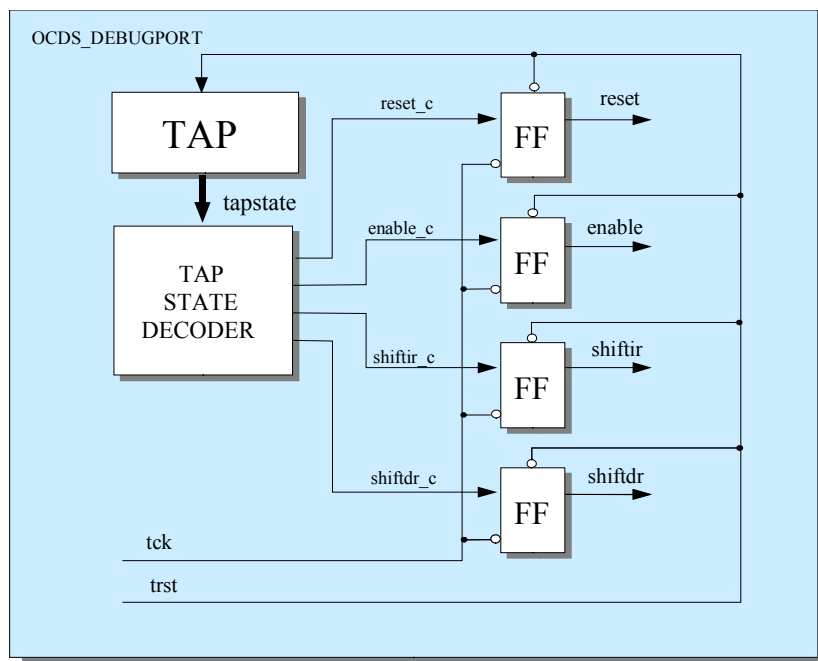 OCDS_DEBUGPORT
TAP
tapstate
TAP
STATE
DECODER
reset_c
FF
reset
enable_c
FF
enable
shiftir_c
FF
shiftir
shiftdr_c
FF
shiftdr
tck
trst